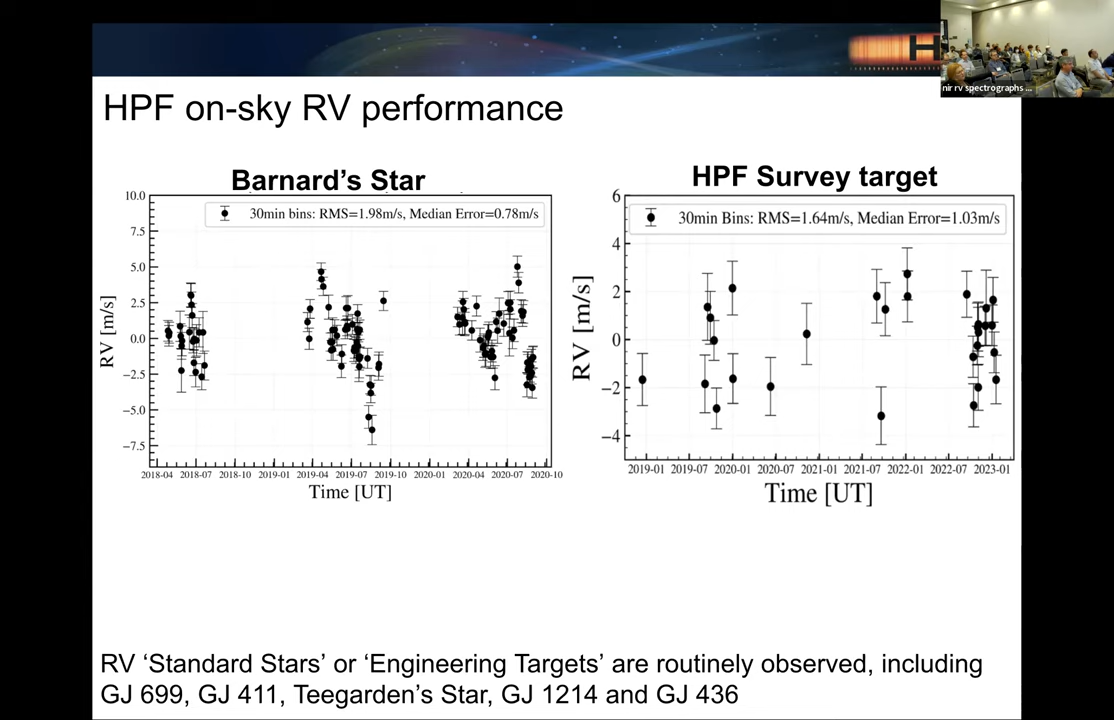 H
nir rv spectrographs ...
HPF on-sky RV performance
Barnard's Star
10.0
7.5
5.0
2.5
0.0
−2.5
−5.0
−7.5
RV [m/s]
30min bins: RMS=1.98m/s, Median Error=0.78m/s
2018-04 2018-07 2018-10 2019-01 2019-04 2019-07 2019-10 2020-01 2020-04 2020-07 2020-10
Time [UT]
HPF Survey target
6
4
2
0
−2
−4
RV [m/s]
30min Bins: RMS=1.64m/s, Median Error=1.03m/s
2019-01 2019-07 2020-01 2020-07 2021-01 2021-07 2022-01 2022-07 2023-01
Time [UT]
RV ‘Standard Stars’ or ‘Engineering Targets’ are routinely observed, including
GJ 699, GJ 411, Teegarden’s Star, GJ 1214 and GJ 436